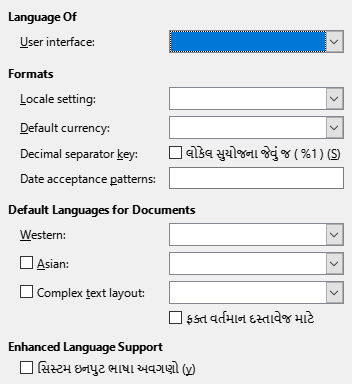 Language Of
User interface:
Formats
Locale setting:
Default currency:
Decimal separator key: લોકેલ સુયોજના જેવું જ ( %1 ) (S)
Date acceptance patterns:
Default Languages for Documents
Western:
Asian:
Complex text layout:
ફક્ત વર્તમાન દસ્તાવેજ માટે
Enhanced Language Support
સિસ્ટમ ઇનપુટ ભાષા અવગણો (y)